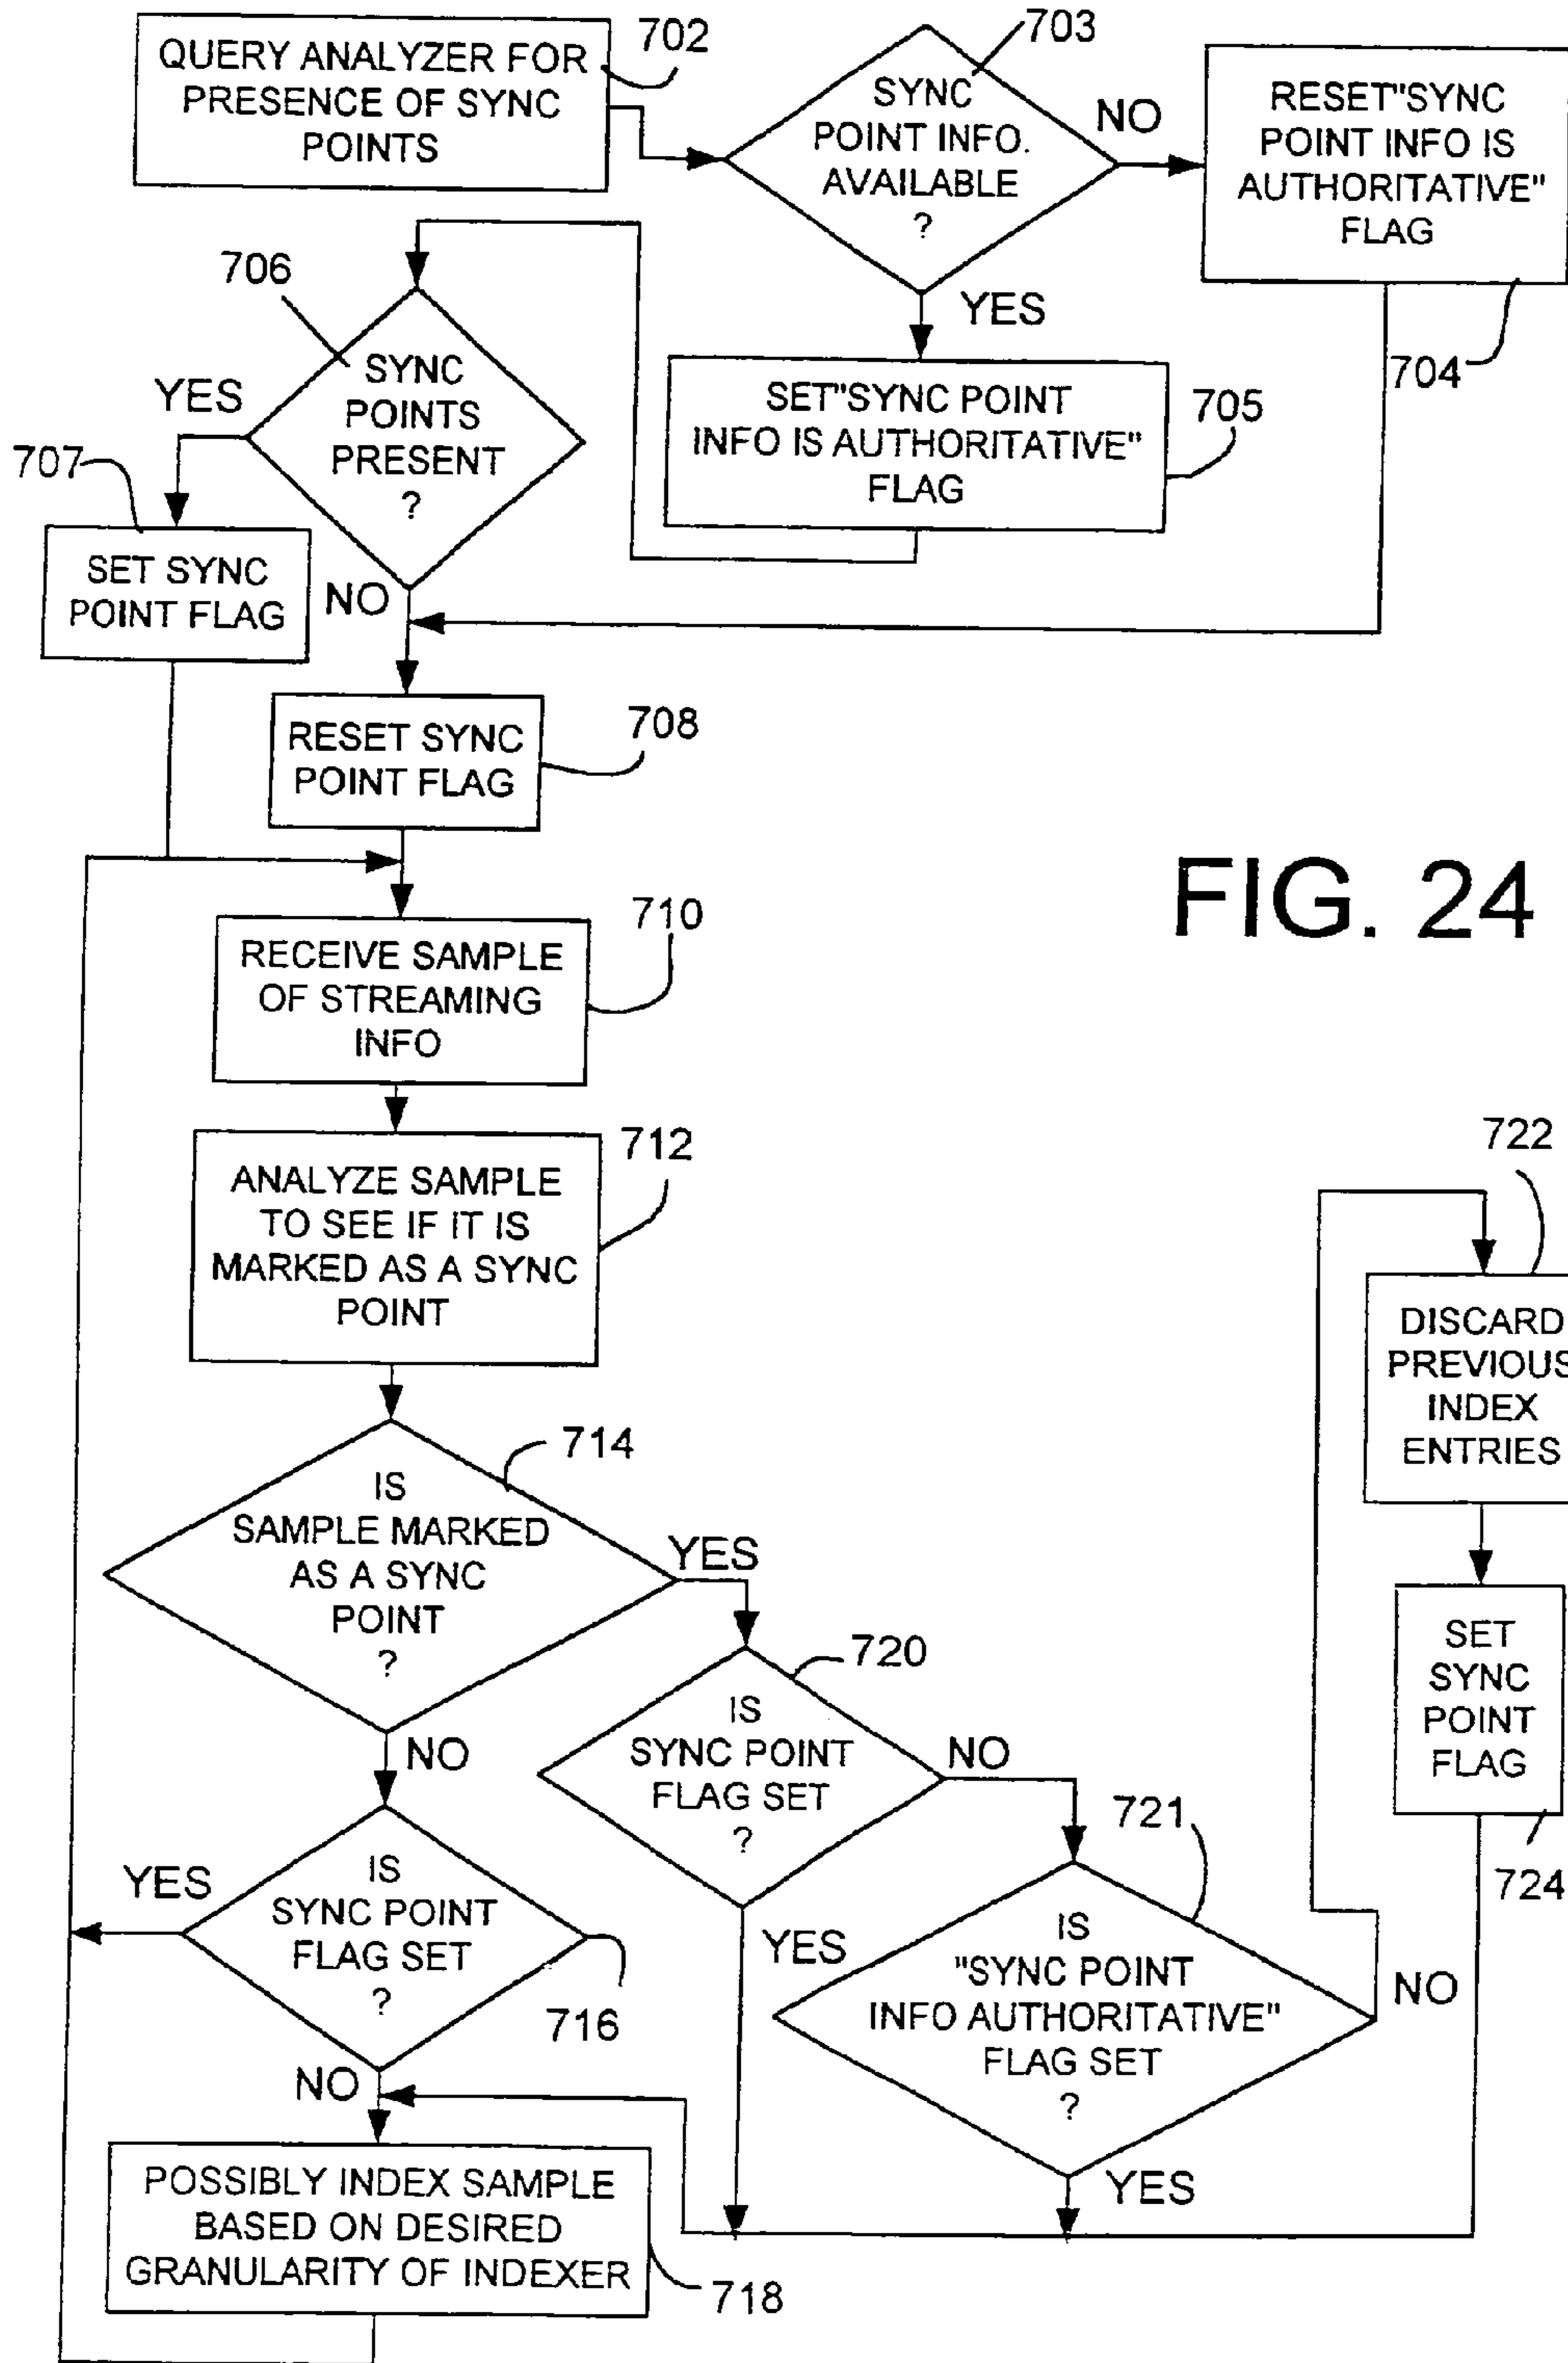 QUERY ANALYZER FOR
PRESENCE OF SYNC
POINTS
702
703
SYNC
POINT INFO.
AVAILABLE
?
NO
RESET"SYNC
POINT INFO IS
AUTHORITATIVE"
FLAG
704
YES
SET"SYNC POINT
INFO IS AUTHORITATIVE"
FLAG
705
706
SYNC
POINTS
PRESENT
?
YES
707
SET SYNC
POINT FLAG
NO
RESET SYNC
POINT FLAG
708
FIG. 24
RECEIVE SAMPLE
OF STREAMING
INFO
710
ANALYZE SAMPLE
TO SEE IF IT IS
MARKED AS A SYNC
POINT
712
IS
SAMPLE MARKED
AS A SYNC
POINT
?
714
YES
NO
IS
SYNC POINT
FLAG SET
?
716
YES
NO
POSSIBLY INDEX SAMPLE
BASED ON DESIRED
GRANULARITY OF INDEXER
718
720
IS
SYNC POINT
FLAG SET
?
NO
YES
721
IS
"SYNC POINT
INFO AUTHORITATIVE"
FLAG SET
?
NO
YES
722
DISCARD
PREVIOUS
INDEX
ENTRIES
SET
SYNC
POINT
FLAG
724